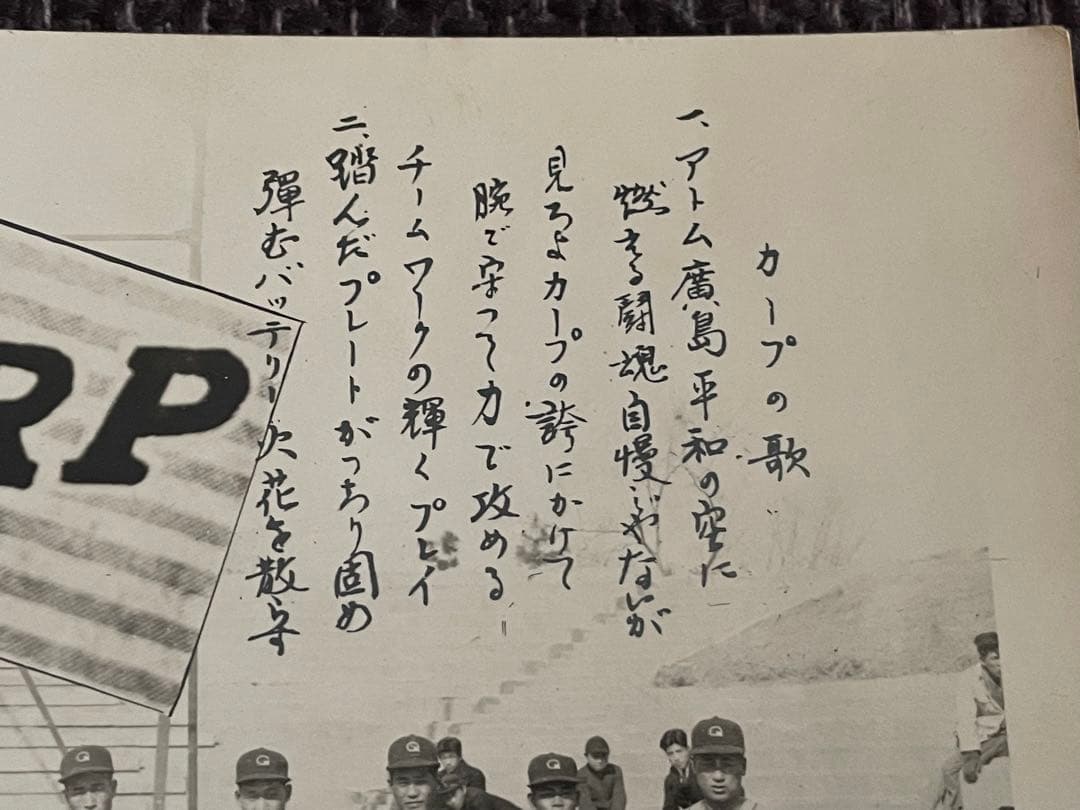 カープの歌
一、アトム廣島平和の空に
燃える闘魂自慢ぢゃないが
見ろよカープの誇にかけて
腕で守って力で攻める
チームワークの輝くプレイ
二、踏んだプレートがっちり固め
彈むバッテリー火花を散らす
RP
G
G
G
G
G